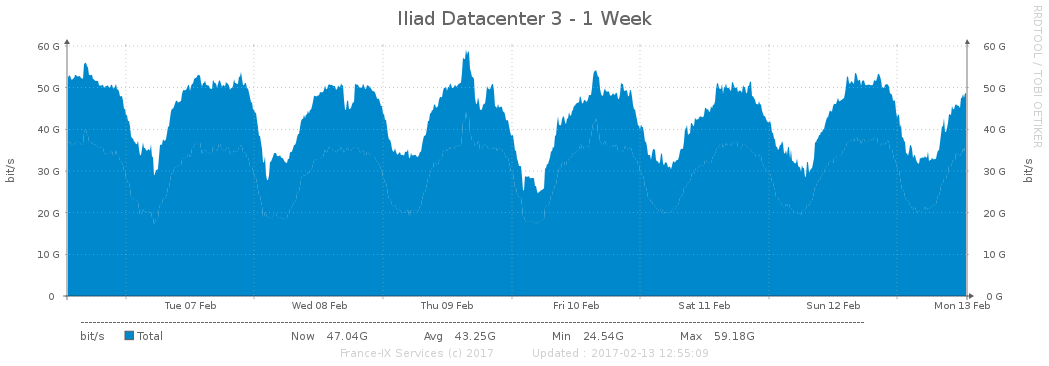 Iliad Datacenter 3 - 1 Week
RRDTOOL / TOBI OETIKER
60 G 60 G
50 G 50 G
40 G 40 G
30 G 30 G
20 G 20 G
10 G 10 G
0 0 G
bit/s
bit/s
Tue 07 Feb Wed 08 Feb Thu 09 Feb Fri 10 Feb Sat 11 Feb Sun 12 Feb Mon 13 Feb
bit/s Total Now 47.04G Avg 43.25G Min 24.54G Max 59.18G
France-IX Services (c) 2017 Updated : 2017-02-13 12:55:09